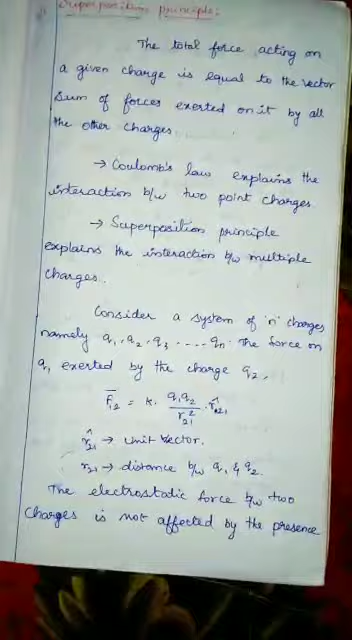 Superposition principle:
The total force acting on
a given charge is equal to the vector
sum of forces exerted on it by all
the other charges.
→ Coulomb's law explains the
interaction b/w two point charges
→ Superposition principle
explains the interaction b/w multiple
charges..
Consider a system of 'n' charges
namely q₁, q₂, q₃ .... qn. The force on
q₁ exerted by the charge q₂,
F̅₁₂ = k. q₁q₂/r²₂₁ . r̂₂₁
r̂₂₁ → unit vector.
r₂₁ → distance b/w q₁ & q₂.
The electrostatic force b/w two
charges is not affected by the presence